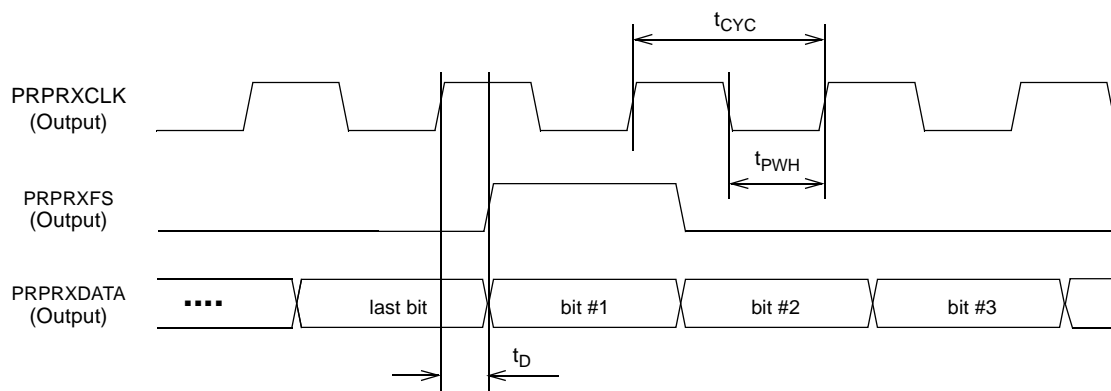 tCYC
PRPRXCLK
(Output)
tPWH
PRPRXFS
(Output)
PRPRXDATA
(Output)
....
last bit
bit #1
bit #2
bit #3
tD